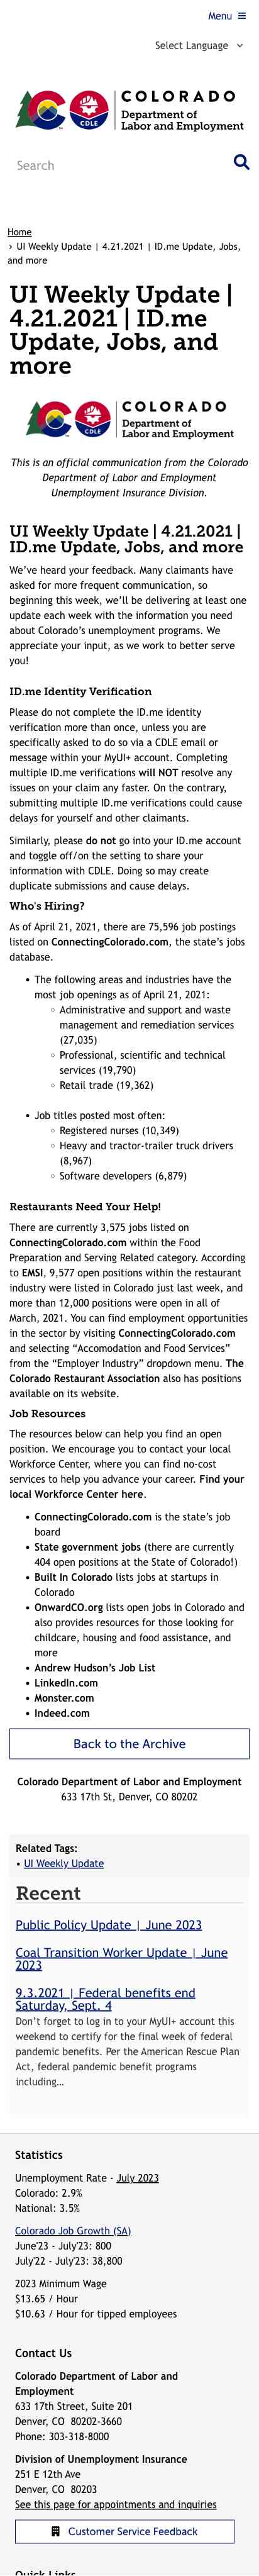 Menu
Select Language
CDLE
COLORADO
Department of
Labor and Employment
Search
Home
› UI Weekly Update | 4.21.2021 | ID.me Update, Jobs,
and more
UI Weekly Update |
4.21.2021 | ID.me
Update, Jobs, and
more
CDLE
COLORADO
Department of
Labor and Employment
This is an official communication from the Colorado
Department of Labor and Employment
Unemployment Insurance Division.
UI Weekly Update | 4.21.2021 |
ID.me Update, Jobs, and more
We've heard your feedback. Many claimants have
asked for more frequent communication, so
beginning this week, we'll be delivering at least one
update each week with the information you need
about Colorado's unemployment programs. We
appreciate your input, as we work to better serve
you!
ID.me Identity Verification
Please do not complete the ID.me identity
verification more than once, unless you are
specifically asked to do so via a CDLE email or
message within your MyUI+ account. Completing
multiple ID.me verifications will NOT resolve any
issues on your claim any faster. On the contrary,
submitting multiple ID.me verifications could cause
delays for yourself and other claimants.
Similarly, please do not go into your ID.me account
and toggle off/on the setting to share your
information with CDLE. Doing so may create
duplicate submissions and cause delays.
Who's Hiring?
As of April 21, 2021, there are 75,596 job postings
listed on ConnectingColorado.com, the state's jobs
database.
• The following areas and industries have the
most job openings as of April 21, 2021:
◦ Administrative and support and waste
management and remediation services
(27,035)
◦ Professional, scientific and technical
services (19,790)
◦ Retail trade (19,362)
• Job titles posted most often:
◦ Registered nurses (10,349)
◦ Heavy and tractor-trailer truck drivers
(8,967)
◦ Software developers (6,879)
Restaurants Need Your Help!
There are currently 3,575 jobs listed on
ConnectingColorado.com within the Food
Preparation and Serving Related category. According
to EMSI, 9,577 open positions within the restaurant
industry were listed in Colorado just last week, and
more than 12,000 positions were open in all of
March, 2021. You can find employment opportunities
in the sector by visiting ConnectingColorado.com
and selecting "Accomodation and Food Services"
from the "Employer Industry" dropdown menu. The
Colorado Restaurant Association also has positions
available on its website.
Job Resources
The resources below can help you find an open
position. We encourage you to contact your local
Workforce Center, where you can find no-cost
services to help you advance your career. Find your
local Workforce Center here.
• ConnectingColorado.com is the state's job
board
• State government jobs (there are currently
404 open positions at the State of Colorado!)
• Built In Colorado lists jobs at startups in
Colorado
• OnwardCO.org lists open jobs in Colorado and
also provides resources for those looking for
childcare, housing and food assistance, and
more
• Andrew Hudson's Job List
• LinkedIn.com
• Monster.com
• Indeed.com
Back to the Archive
Colorado Department of Labor and Employment
633 17th St, Denver, CO 80202
Related Tags:
• UI Weekly Update
Recent
Public Policy Update | June 2023
Coal Transition Worker Update | June
2023
9.3.2021 | Federal benefits end
Saturday, Sept. 4
Don't forget to log in to your MyUI+ account this
weekend to certify for the final week of federal
pandemic benefits. Per the American Rescue Plan
Act, federal pandemic benefit programs
including…
Statistics
Unemployment Rate - July 2023
Colorado: 2.9%
National: 3.5%
Colorado Job Growth (SA)
June'23 - July'23: 800
July'22 - July'23: 38,800
2023 Minimum Wage
$13.65 / Hour
$10.63 / Hour for tipped employees
Contact Us
Colorado Department of Labor and
Employment
633 17th Street, Suite 201
Denver, CO 80202-3660
Phone: 303-318-8000
Division of Unemployment Insurance
251 E 12th Ave
Denver, CO 80203
See this page for appointments and inquiries
Customer Service Feedback
Quick Links